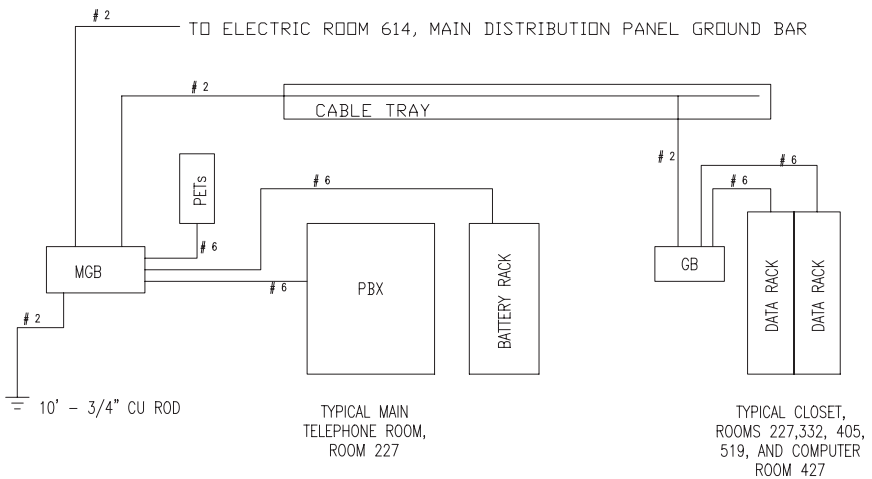 # 2
TO ELECTRIC ROOM 614, MAIN DISTRIBUTION PANEL GROUND BAR
# 2
CABLE TRAY
# 2
# 6
# 6
# 6
PETs
# 6
MGB
# 6
PBX
BATTERY RACK
GB
DATA RACK
DATA RACK
# 2
10' – 3/4" CU ROD
TYPICAL MAIN
TELEPHONE ROOM,
ROOM 227
TYPICAL CLOSET,
ROOMS 227,332, 405,
519, AND COMPUTER
ROOM 427